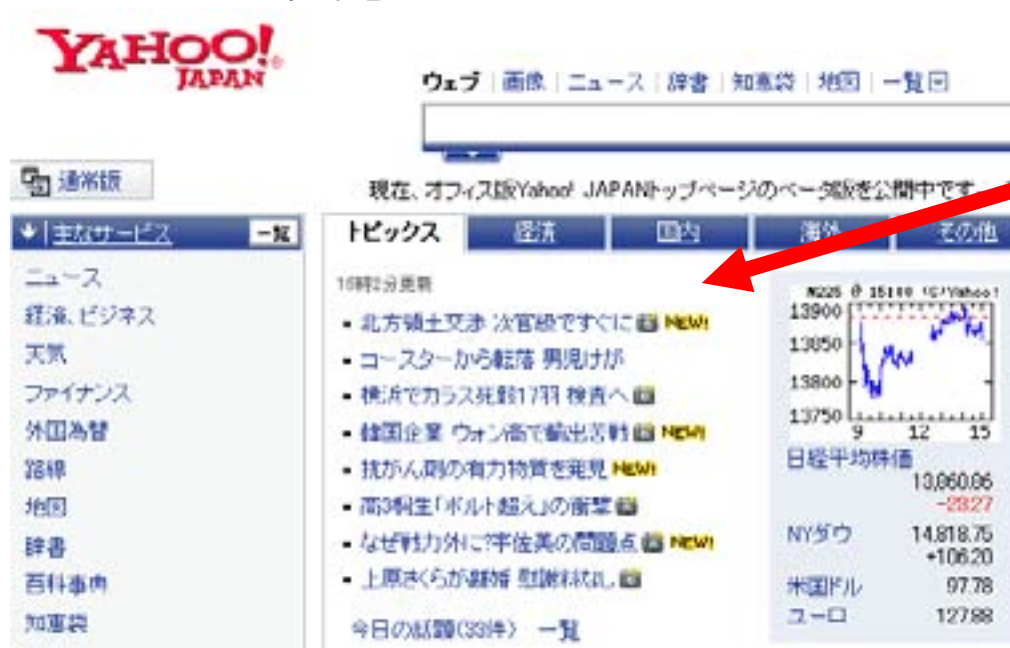 YAHOO!
JAPAN
ウェブ 画像 ニュース 辞書 知恵袋 地図 一覧
通常版
現在、オフィス版Yahoo! JAPANトップページのベータ版を公開中です。
主なサービス 一覧
トピックス 経済 国内 海外 その他
ニュース
経済、ビジネス
天気
ファイナンス
外国為替
路線
地図
辞書
百科事典
知恵袋
16時2分更新
北方領土交渉 次官級ですぐに NEW!
コースターから転落 男児けが
横浜でカラス死骸17羽 検査へ
韓国企業 ウォン高で輸出苦戦 NEW!
抗がん剤の有力物質を発見 NEW!
高3桐生「ボルト超え」の衝撃
なぜ戦力外に?宇佐美の問題点 NEW!
上原さくらが離婚 慰謝料なし
今日の話題(33件) 一覧
N225 @ 15100 (C)Yahoo!
13900
13850
13800
13750
9 12 15
日経平均株価
-23.27
NYダウ
14,818.75
+106.20
米国ドル 97.78
ユーロ 127.88